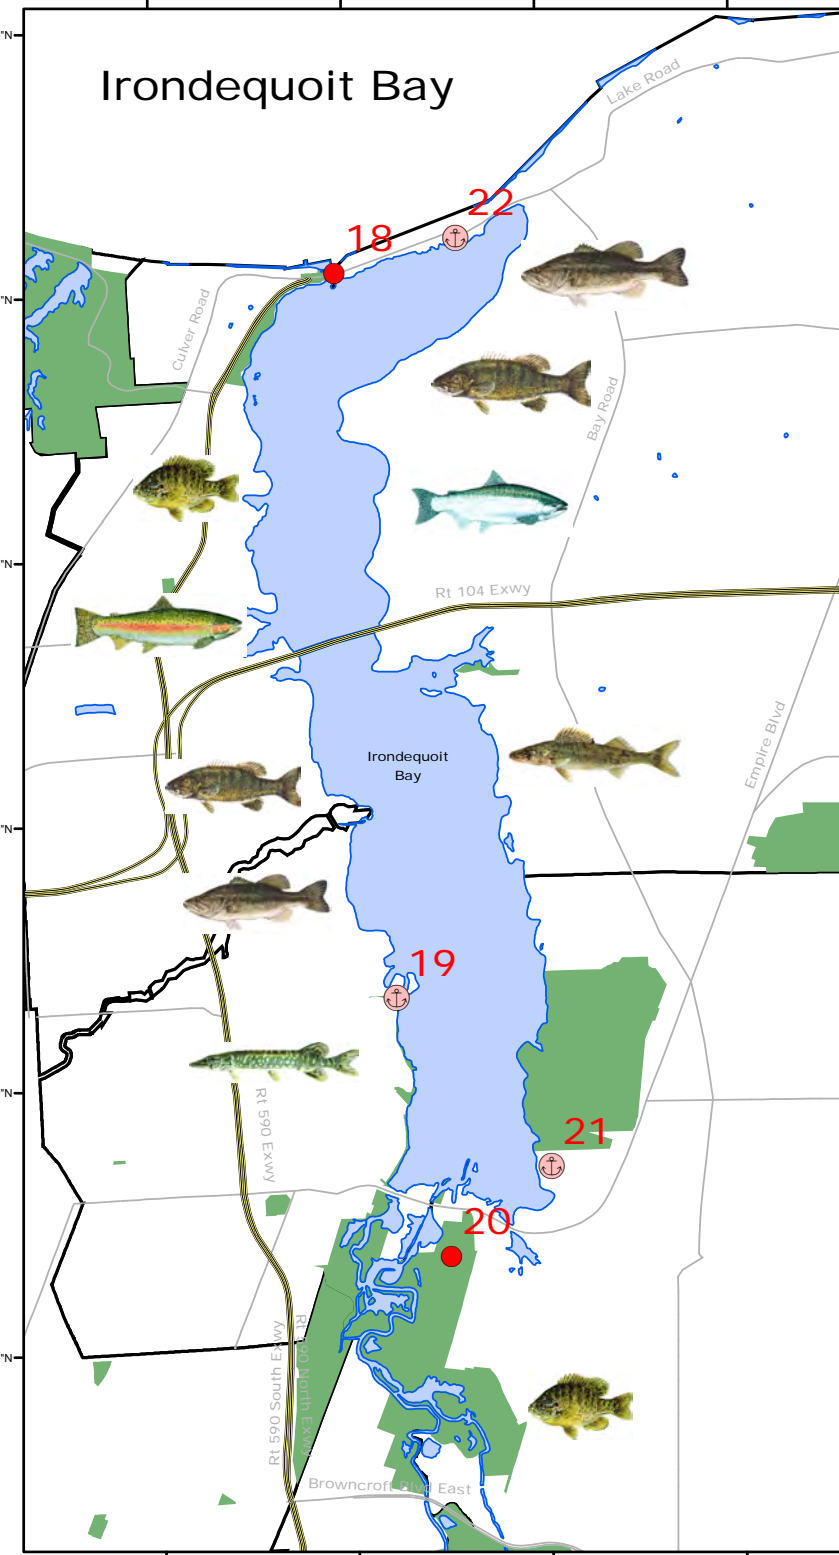 Irondequoit Bay
Lake Road
22
18
"N
"N
Culver Road
Bay Road
"N
Rt 104 Exwy
Empire Blvd
Irondequoit
Bay
"N
19
"N
Rt 590 Exwy
21
20
"N
Rt 590 South Exwy
Rt 590 North Exwy
Browncroft Blvd East